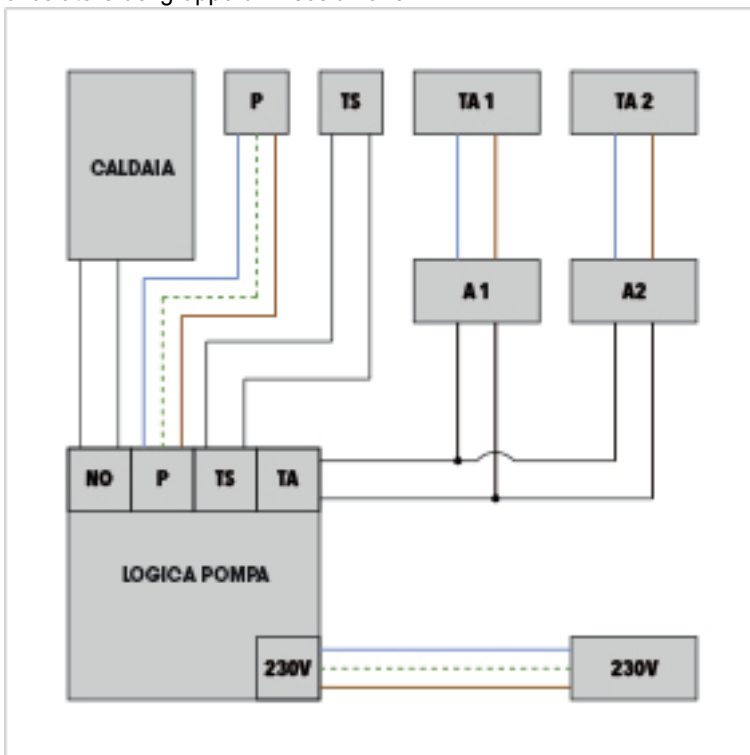 P
TS
TA 1
TA 2
CALDAIA
A 1
A2
NO
P
TS
TA
LOGICA POMPA
230V
230V